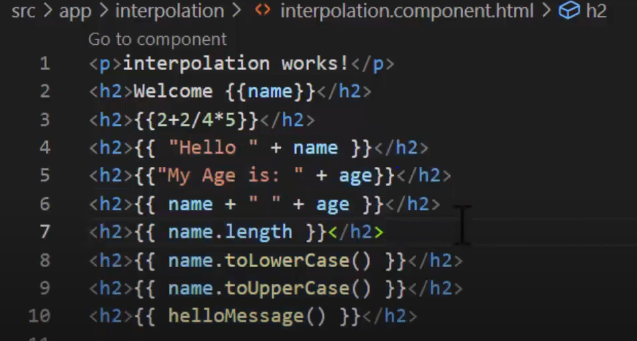 src > app > interpolation > <> interpolation.component.html > h2
Go to component
1 <p>interpolation works!</p>
2 <h2>Welcome {{name}}</h2>
3 <h2>{{2+2/4*5}}</h2>
4 <h2>{{ "Hello " + name }}</h2>
5 <h2>{{"My Age is: " + age}}</h2>
6 <h2>{{ name + " " + age }}</h2>
7 <h2>{{ name.length }}</h2>
8 <h2>{{ name.toLowerCase() }}</h2>
9 <h2>{{ name.toUpperCase() }}</h2>
10 <h2>{{ helloMessage() }}</h2>